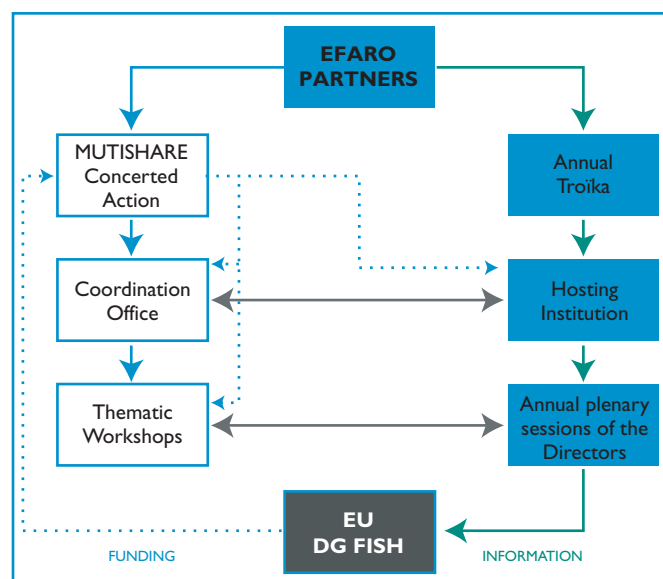 EFARO
PARTNERS
MUTISHARE
Concerted
Action
Annual
Troïka
Coordination
Office
Hosting
Institution
Thematic
Workshops
Annual plenary
sessions of the
Directors
EU
DG FISH
FUNDING
INFORMATION